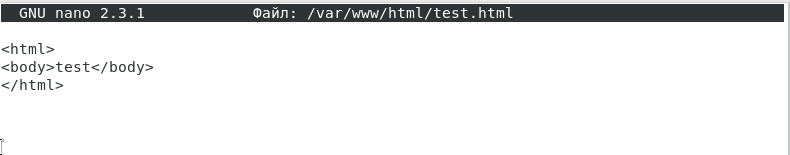 GNU nano 2.3.1 Файл: /var/www/html/test.html
<html>
<body>test</body>
</html>